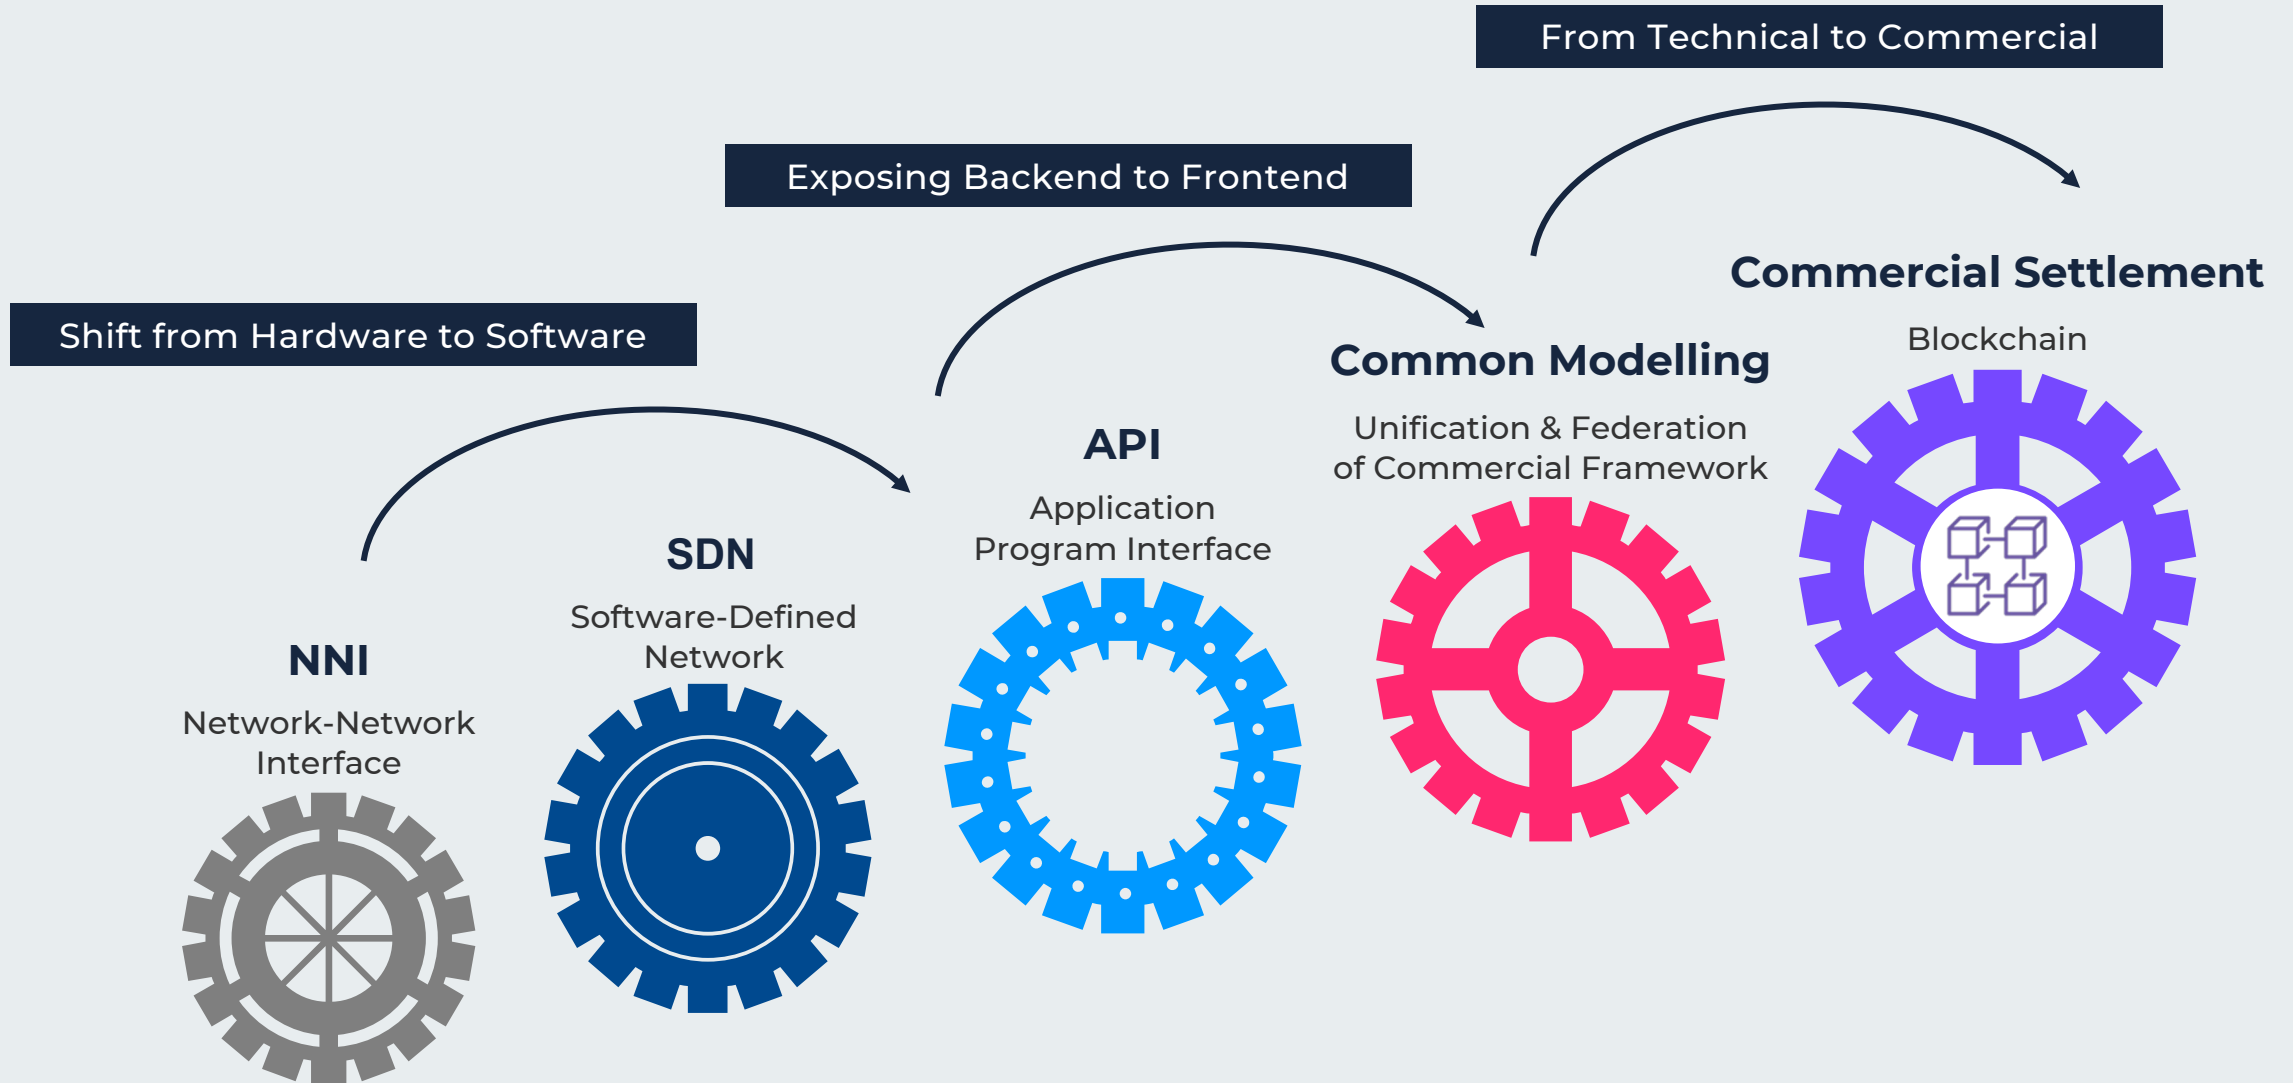 From Technical to Commercial
Exposing Backend to Frontend
Shift from Hardware to Software
NNI
Network-Network
Interface
SDN
Software-Defined
Network
API
Application
Program Interface
Common Modelling
Unification & Federation
of Commercial Framework
Commercial Settlement
Blockchain